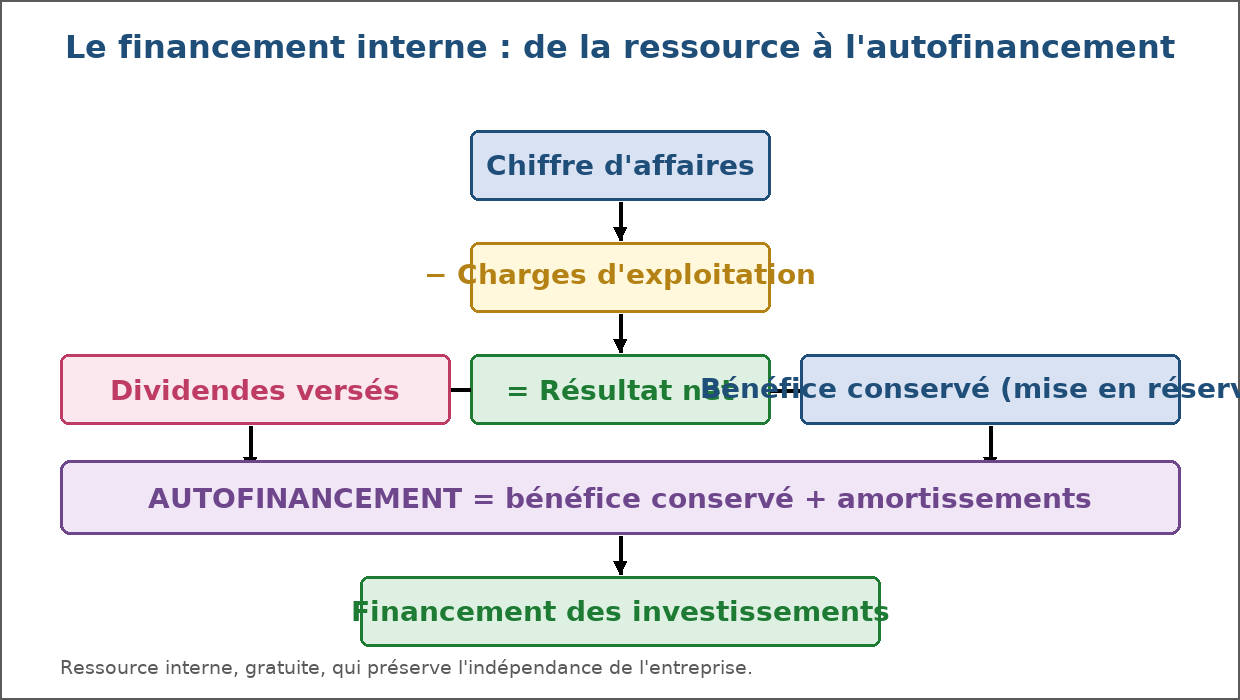 Le financement interne : de la ressource à l'autofinancement
Chiffre d'affaires
− Charges d'exploitation
Dividendes versés
= Résultat net
Bénéfice conservé (mise en réserv
AUTOFINANCEMENT = bénéfice conservé + amortissements
Financement des investissements
Ressource interne, gratuite, qui préserve l'indépendance de l'entreprise.